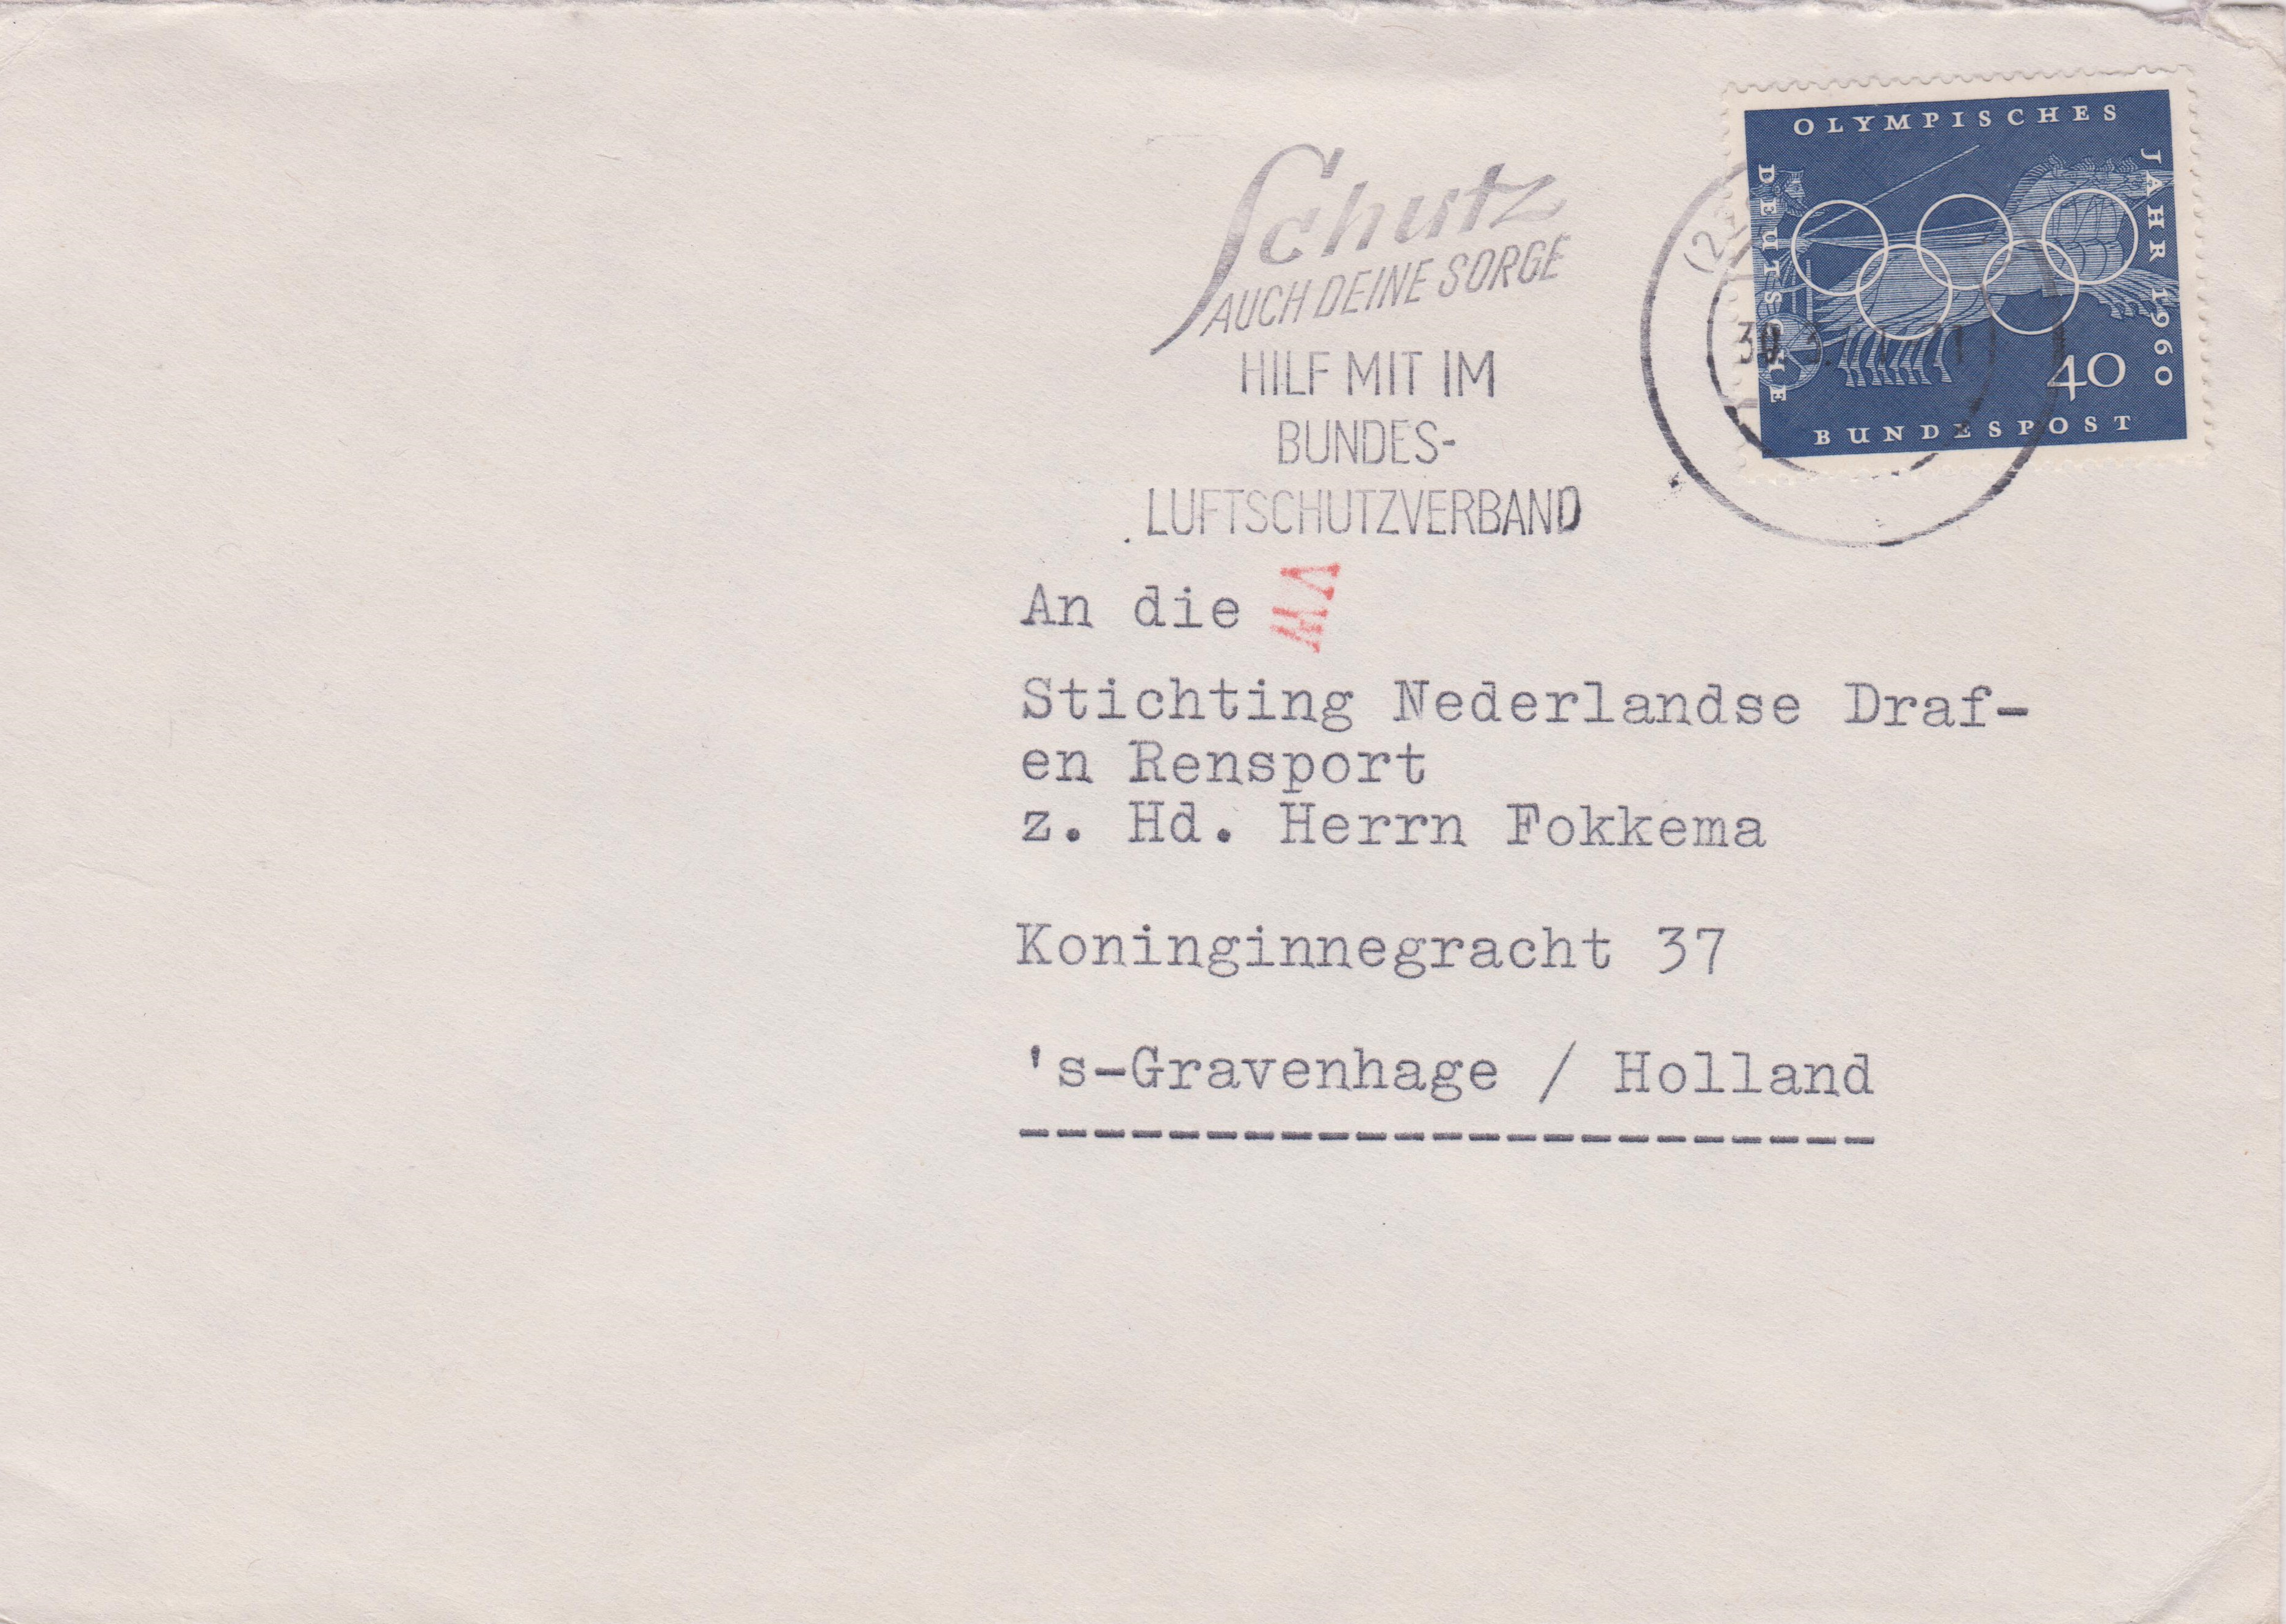 Schutz
AUCH DEINE SORGE
HILF MIT IM
BUNDES-
LUFTSCHUTZVERBAND
OLYMPISCHES
JAHR 1960
DEUTSCHE
BUNDESPOST
40
An die
Stichting Nederlandse Draf-
en Rensport
z. Hd. Herrn Fokkema
Koninginnegracht 37
's-Gravenhage / Holland